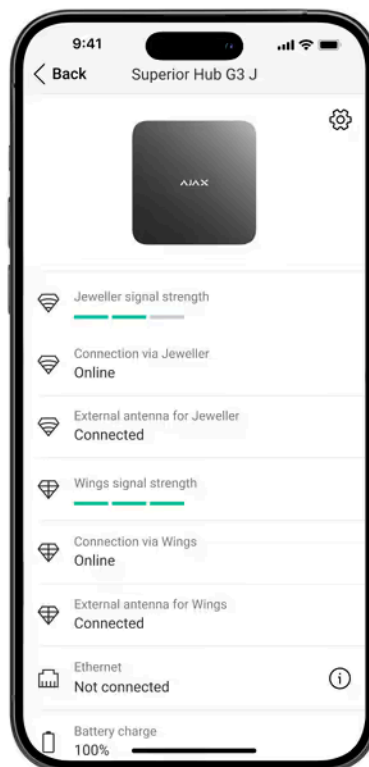 9:41
Back
Superior Hub G3 J
AJAX
Jeweller signal strength
Connection via Jeweller
Online
External antenna for Jeweller
Connected
Wings signal strength
Connection via Wings
Online
External antenna for Wings
Connected
Ethernet
Not connected
Battery charge
100%